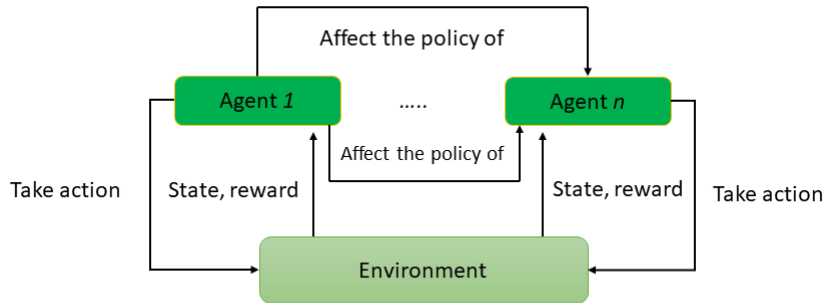 Affect the policy of
Agent 1
.....
Agent n
Affect the policy of
Take action
State, reward
State, reward
Take action
Environment